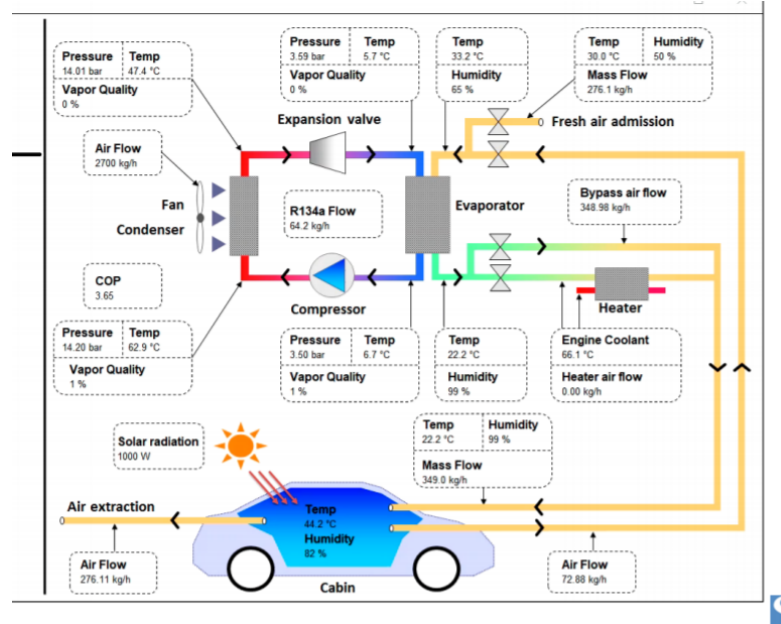 Pressure Temp
14.01 bar 47.4 °C
Vapor Quality
0 %
Pressure Temp
3.59 bar 5.7 °C
Vapor Quality
0 %
Temp
33.2 °C
Humidity
65 %
Temp Humidity
30.0 °C 50 %
Mass Flow
276.1 kg/h
Expansion valve
Fresh air admission
Air Flow
2700 kg/h
Fan
Condenser
R134a Flow
64.2 kg/h
Evaporator
Bypass air flow
348.98 kg/h
COP
3.65
Compressor
Heater
Pressure Temp
14.20 bar 62.9 °C
Vapor Quality
1 %
Pressure Temp
3.50 bar 6.7 °C
Vapor Quality
1 %
Temp
22.2 °C
Humidity
99 %
Engine Coolant
66.1 °C
Heater air flow
0.00 kg/h
Solar radiation
1000 W
Temp Humidity
22.2 °C 99 %
Mass Flow
349.0 kg/h
Air extraction
Temp
44.2 °C
Humidity
82 %
Air Flow
276.11 kg/h
Cabin
Air Flow
72.88 kg/h